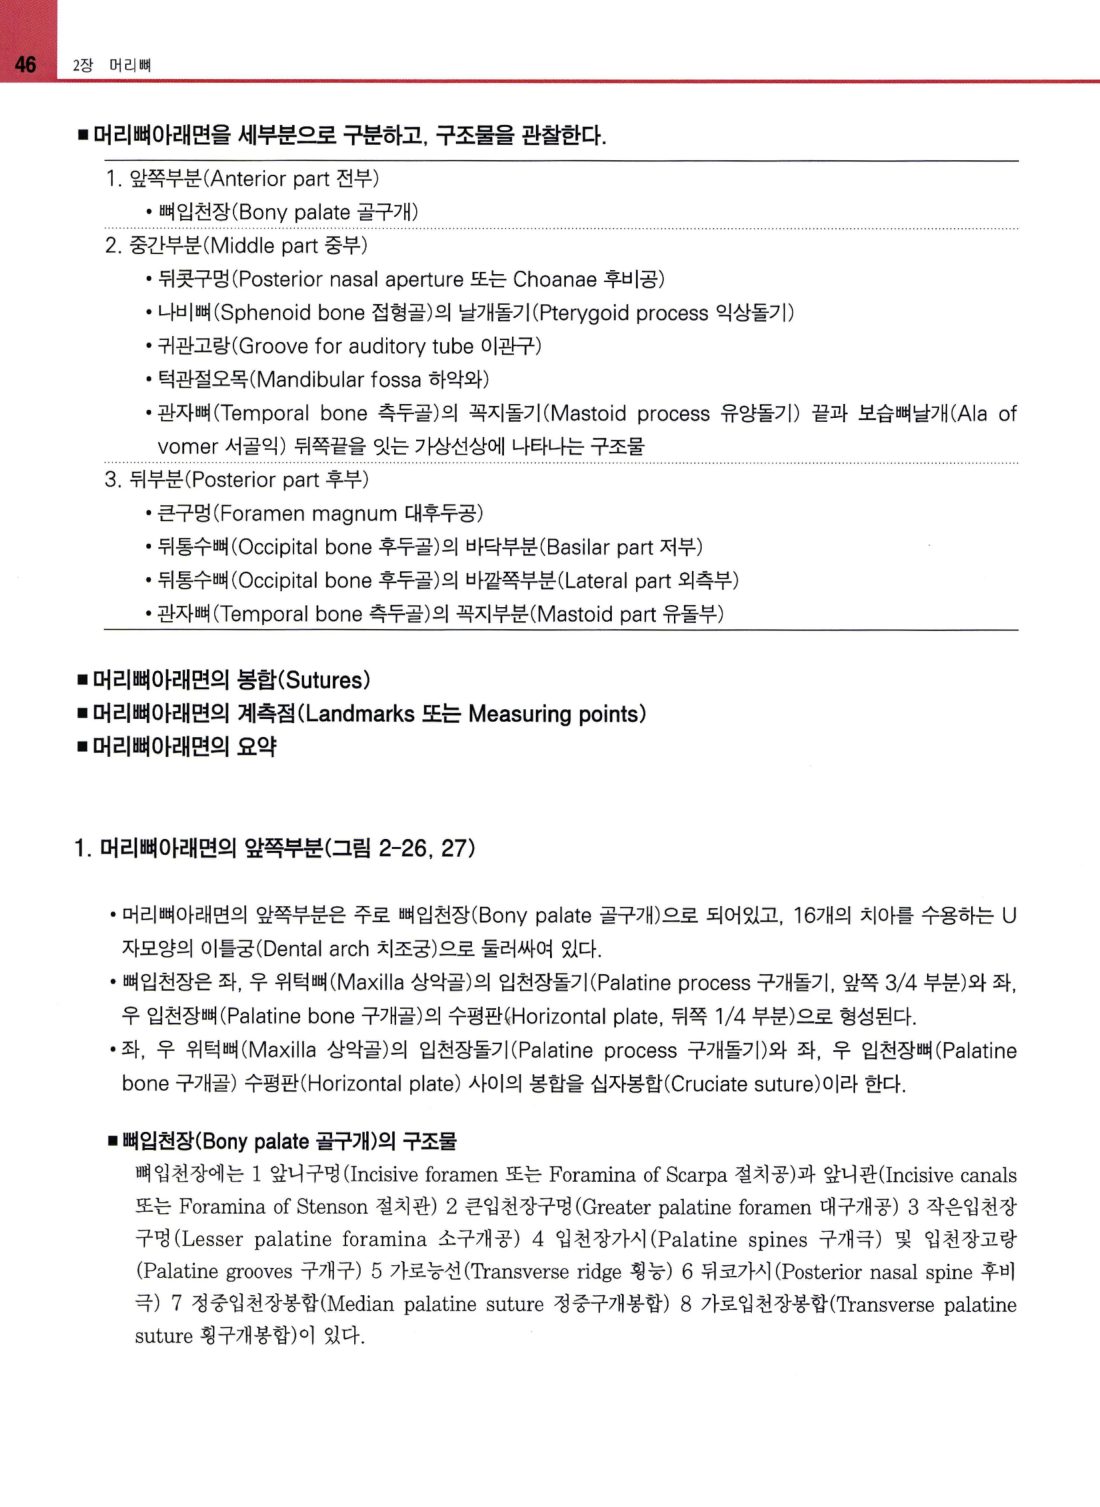 46 2장 머리뼈
■ 머리뼈아래면을 세부분으로 구분하고, 구조물을 관찰한다.
1. 앞쪽부분(Anterior part 전부)
• 뼈입천장(Bony palate 골구개)
2. 중간부분(Middle part 중부)
• 뒤콧구멍(Posterior nasal aperture 또는 Choanae 후비공)
• 나비뼈(Sphenoid bone 접형골)의 날개돌기(Pterygoid process 익상돌기)
• 귀관고랑(Groove for auditory tube 이관구)
• 턱관절오목(Mandibular fossa 하악와)
• 관자뼈(Temporal bone 측두골)의 꼭지돌기(Mastoid process 유양돌기) 끝과 보습뼈날개(Ala of
vomer 서골익) 뒤쪽끝을 잇는 가상선상에 나타나는 구조물
3. 뒤부분(Posterior part 후부)
• 큰구멍(Foramen magnum 대후두공)
• 뒤통수뼈(Occipital bone 후두골)의 바닥부분(Basilar part 저부)
• 뒤통수뼈(Occipital bone 후두골)의 바깥쪽부분(Lateral part 외측부)
• 관자뼈(Temporal bone 측두골)의 꼭지부분(Mastoid part 유돌부)
■ 머리뼈아래면의 봉합(Sutures)
■ 머리뼈아래면의 계측점(Landmarks 또는 Measuring points)
■ 머리뼈아래면의 요약
1. 머리뼈아래면의 앞쪽부분(그림 2-26, 27)
• 머리뼈아래면의 앞쪽부분은 주로 뼈입천장(Bony palate 골구개)으로 되어있고, 16개의 치아를 수용하는 U
자모양의 이틀궁(Dental arch 치조궁)으로 둘러싸여 있다.
• 뼈입천장은 좌, 우 위턱뼈(Maxilla 상악골)의 입천장돌기(Palatine process 구개돌기, 앞쪽 3/4 부분)와 좌,
우 입천장뼈(Palatine bone 구개골)의 수평판(Horizontal plate, 뒤쪽 1/4 부분)으로 형성된다.
• 좌, 우 위턱뼈(Maxilla 상악골)의 입천장돌기(Palatine process 구개돌기)와 좌, 우 입천장뼈(Palatine
bone 구개골) 수평판(Horizontal plate) 사이의 봉합을 십자봉합(Cruciate suture)이라 한다.
■ 뼈입천장(Bony palate 골구개)의 구조물
뼈입천장에는 1 앞니구멍(Incisive foramen 또는 Foramina of Scarpa 절치공)과 앞니관(Incisive canals
또는 Foramina of Stenson 절치관) 2 큰입천장구멍(Greater palatine foramen 대구개공) 3 작은입천장
구멍(Lesser palatine foramina 소구개공) 4 입천장가시(Palatine spines 구개극) 및 입천장고랑
(Palatine grooves 구개구) 5 가로능선(Transverse ridge 횡능) 6 뒤코가시(Posterior nasal spine 후비
극) 7 정중입천장봉합(Median palatine suture 정중구개봉합) 8 가로입천장봉합(Transverse palatine
suture 횡구개봉합)이 있다.